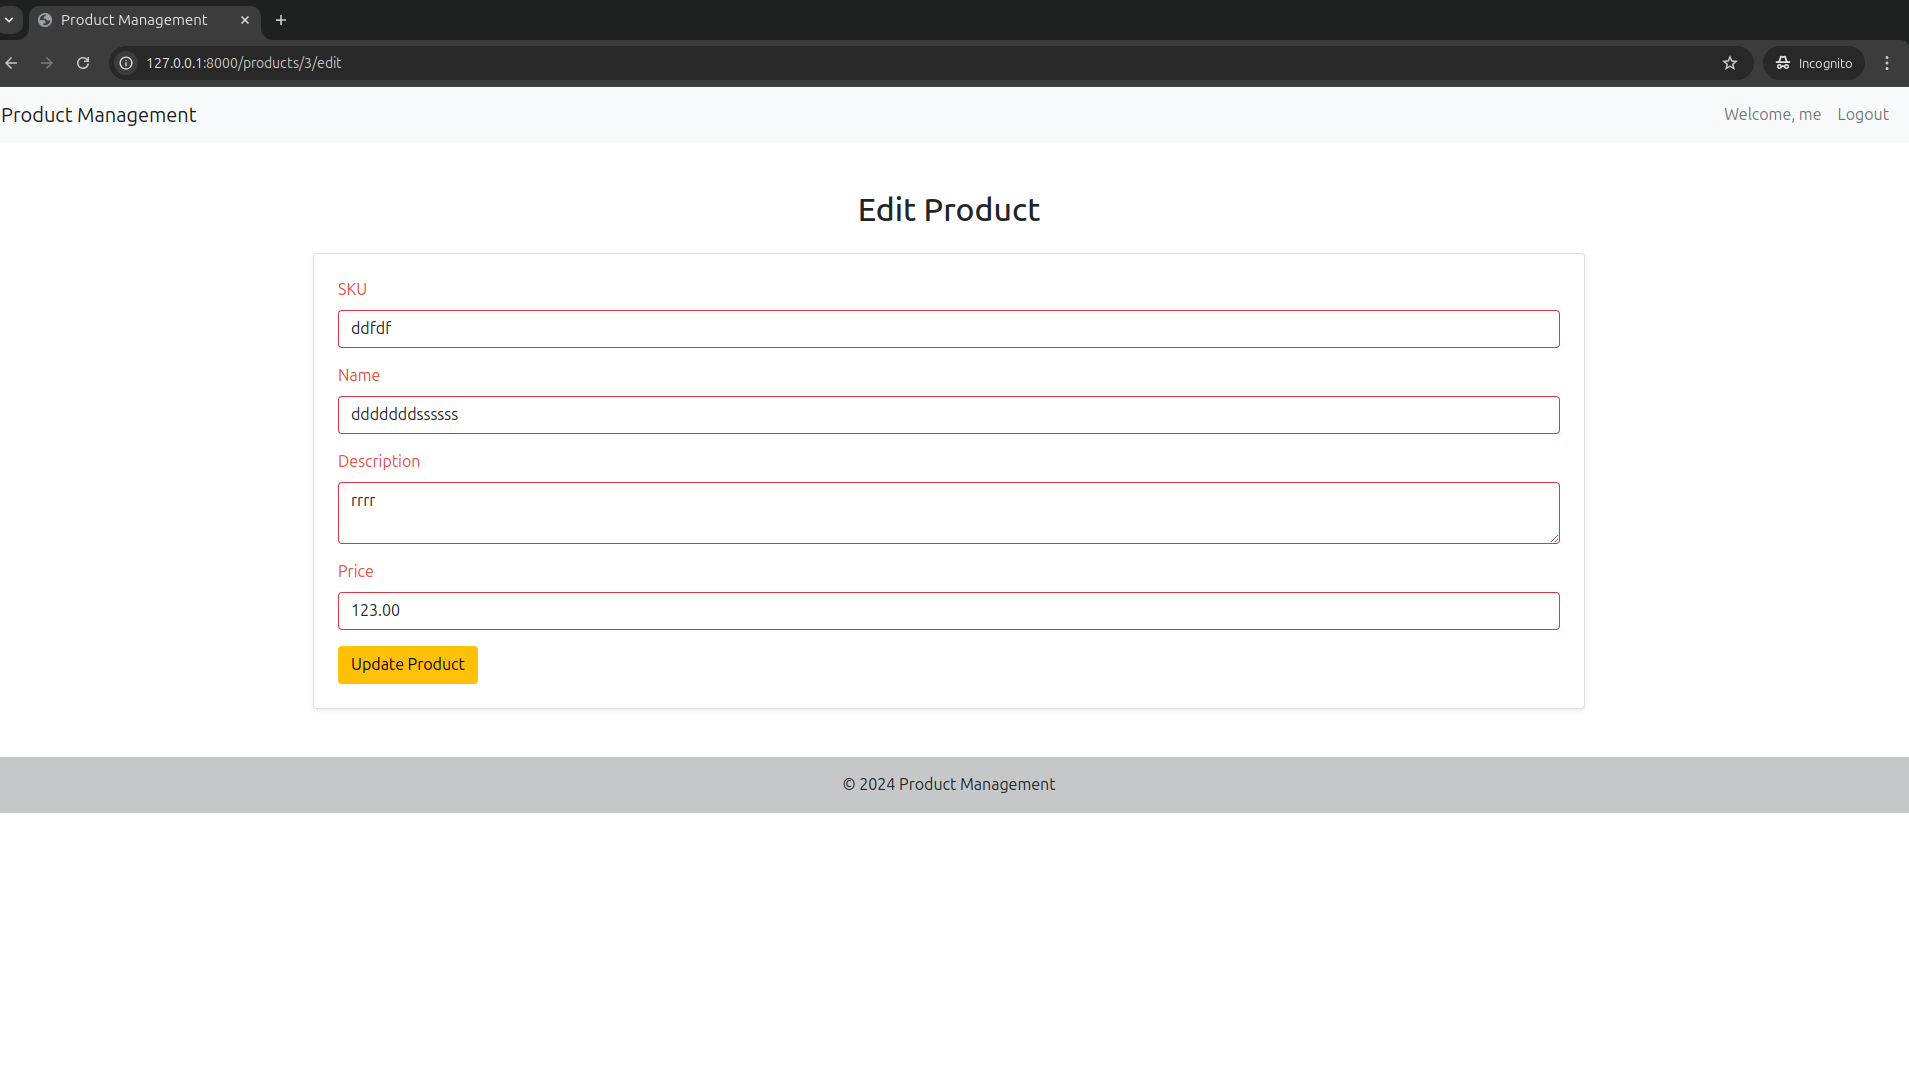 Product Management
127.0.0.1:8000/products/3/edit
Incognito
Product Management
Welcome, me
Logout
Edit Product
SKU
ddfdf
Name
dddddddssssss
Description
rrrr
Price
123.00
Update Product
© 2024 Product Management